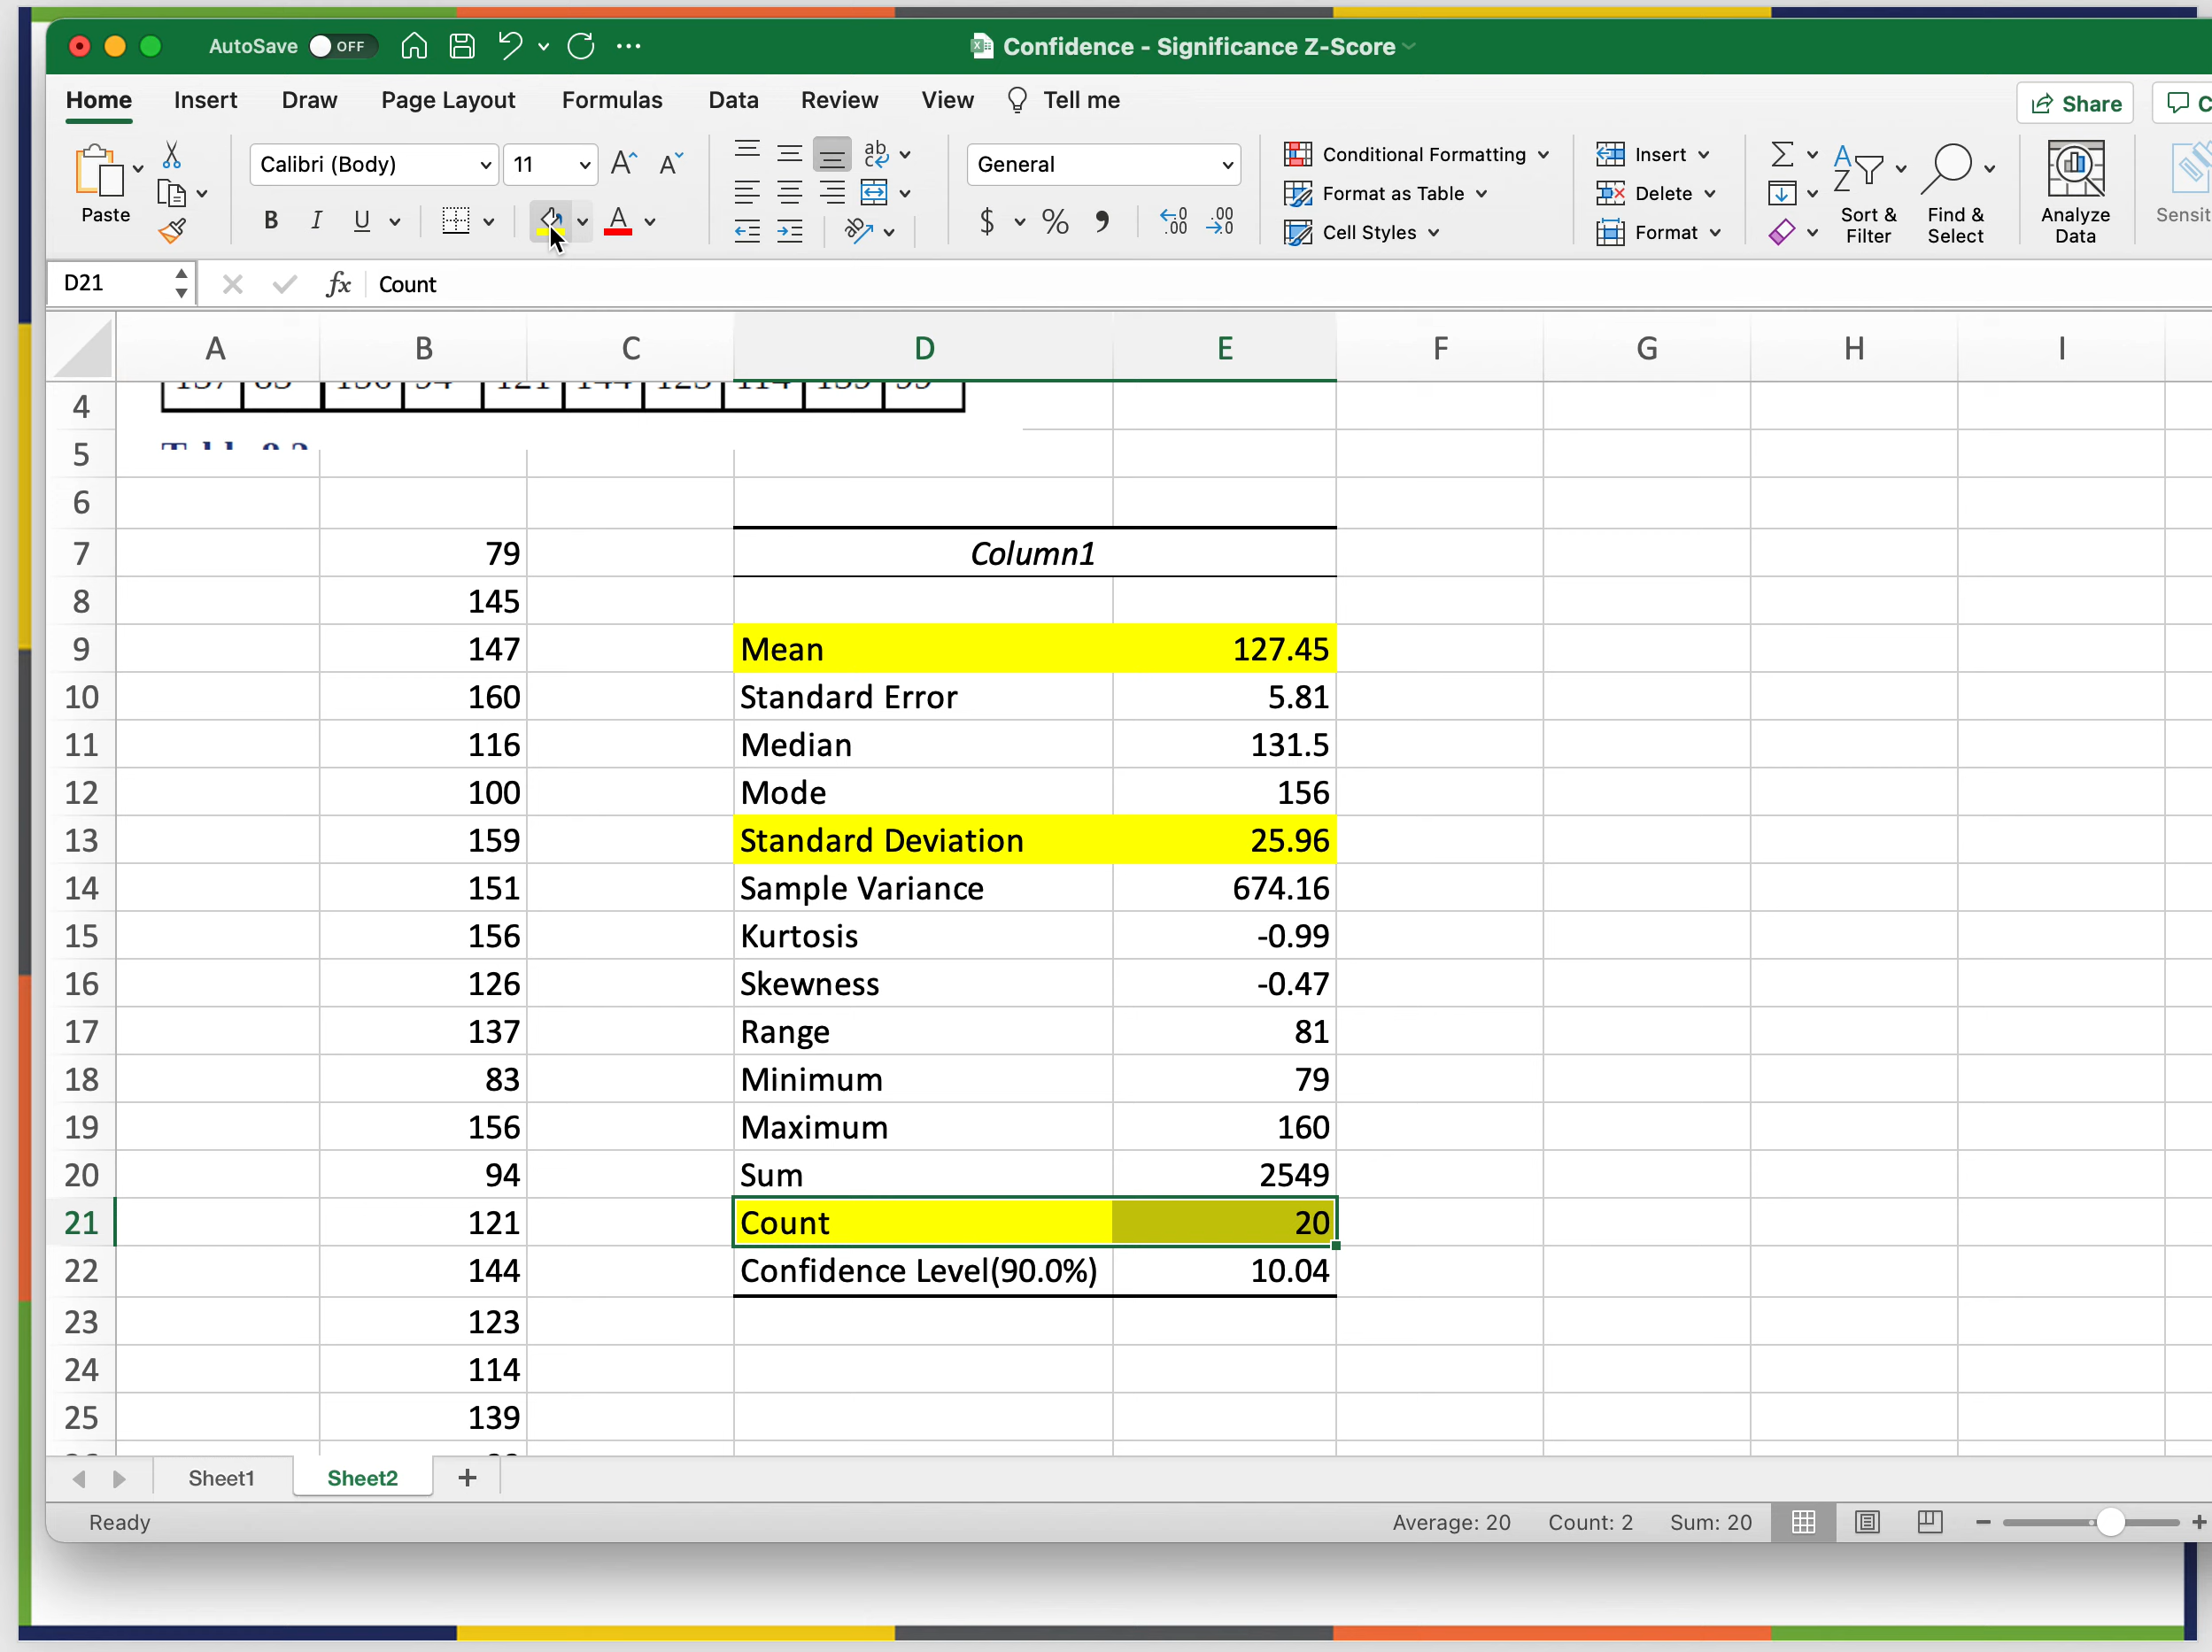 AutoSave OFF Confidence - Significance Z-Score
Home Insert Draw Page Layout Formulas Data Review View Tell me Share
Paste Calibri (Body) 11 General Conditional Formatting Format as Table Cell Styles Insert Delete Format Sort & Filter Find & Select Analyze Data
D21 fx Count
A B C D E F G H I
4
5
6
7 79 Column1
8 145
9 147 Mean 127.45
10 160 Standard Error 5.81
11 116 Median 131.5
12 100 Mode 156
13 159 Standard Deviation 25.96
14 151 Sample Variance 674.16
15 156 Kurtosis -0.99
16 126 Skewness -0.47
17 137 Range 81
18 83 Minimum 79
19 156 Maximum 160
20 94 Sum 2549
21 121 Count 20
22 144 Confidence Level(90.0%) 10.04
23 123
24 114
25 139
Sheet1 Sheet2 +
Ready Average: 20 Count: 2 Sum: 20